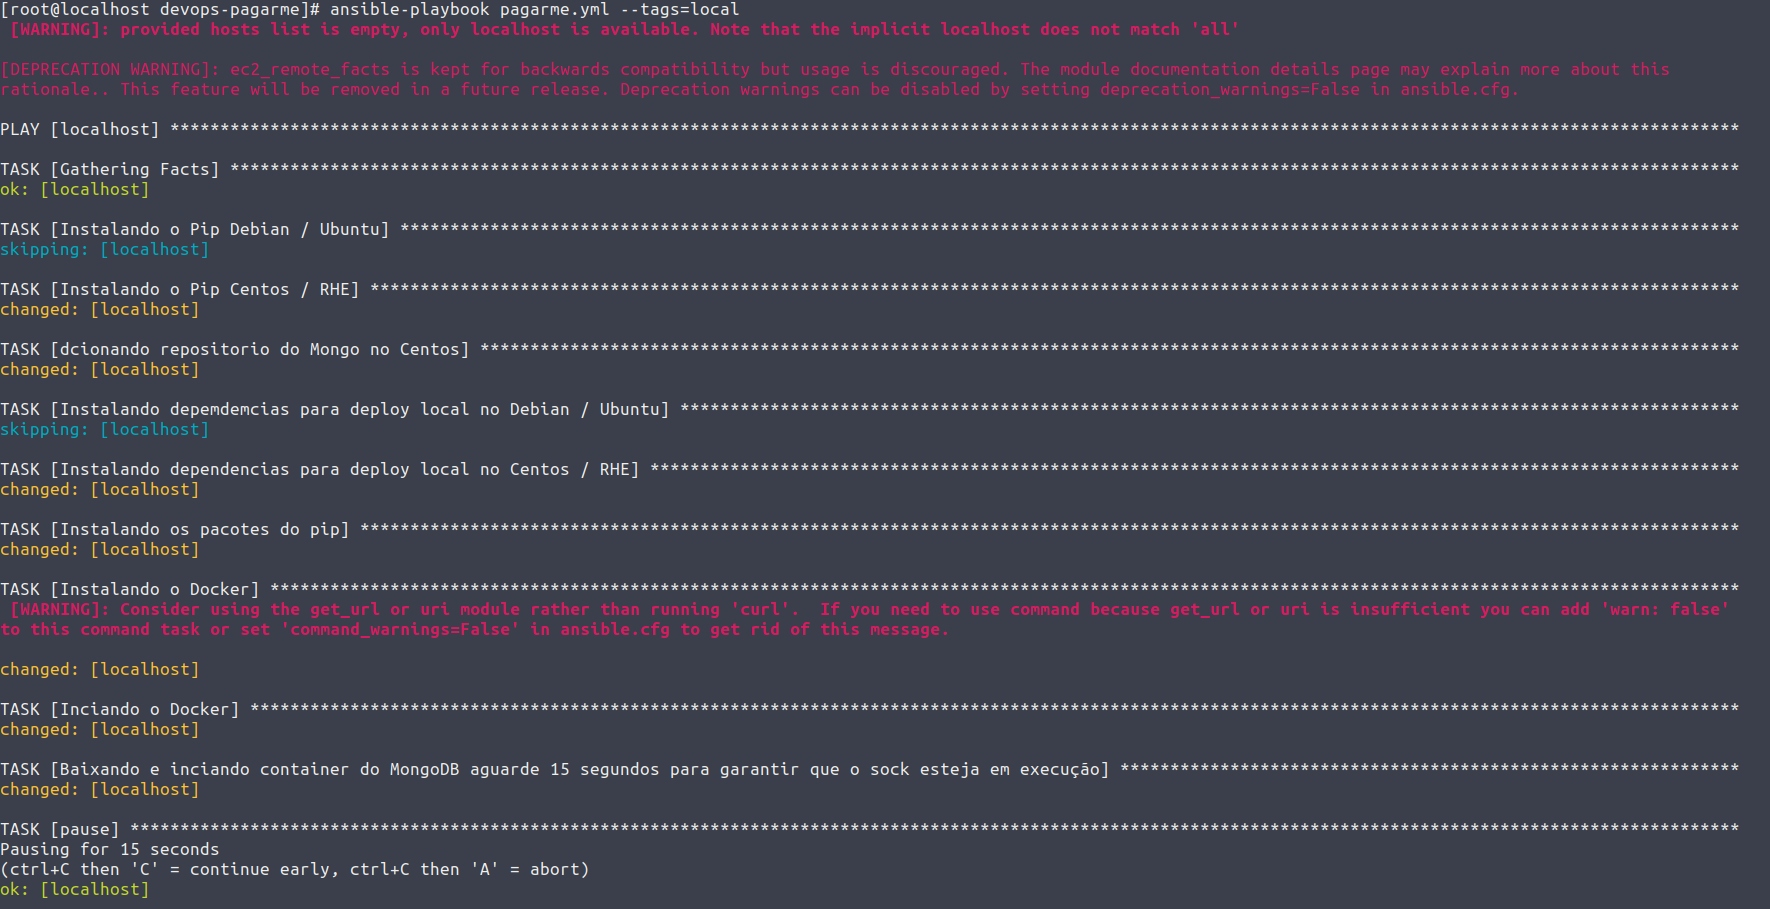 [root@localhost devops-pagarme]# ansible-playbook pagarme.yml --tags=local
[WARNING]: provided hosts list is empty, only localhost is available. Note that the implicit localhost does not match 'all'
[DEPRECATION WARNING]: ec2_remote_facts is kept for backwards compatibility but usage is discouraged. The module documentation details page may explain more about this
rationale.. This feature will be removed in a future release. Deprecation warnings can be disabled by setting deprecation_warnings=False in ansible.cfg.
PLAY [localhost] *************************************************************************************************************************************************************
TASK [Gathering Facts] *******************************************************************************************************************************************************
ok: [localhost]
TASK [Instalando o Pip Debian / Ubuntu] **************************************************************************************************************************************
skipping: [localhost]
TASK [Instalando o Pip Centos / RHE] *****************************************************************************************************************************************
changed: [localhost]
TASK [dcionando repositorio do Mongo no Centos] ******************************************************************************************************************************
changed: [localhost]
TASK [Instalando depemdemcias para deploy local no Debian / Ubuntu] **********************************************************************************************************
skipping: [localhost]
TASK [Instalando dependencias para deploy local no Centos / RHE] *************************************************************************************************************
changed: [localhost]
TASK [Instalando os pacotes do pip] ******************************************************************************************************************************************
changed: [localhost]
TASK [Instalando o Docker] ***************************************************************************************************************************************************
[WARNING]: Consider using the get_url or uri module rather than running 'curl'.  If you need to use command because get_url or uri is insufficient you can add 'warn: false'
to this command task or set 'command_warnings=False' in ansible.cfg to get rid of this message.
changed: [localhost]
TASK [Inciando o Docker] *****************************************************************************************************************************************************
changed: [localhost]
TASK [Baixando e inciando container do MongoDB aguarde 15 segundos para garantir que o sock esteja em execução] **************************************************************
changed: [localhost]
TASK [pause] *****************************************************************************************************************************************************************
Pausing for 15 seconds
(ctrl+C then 'C' = continue early, ctrl+C then 'A' = abort)
ok: [localhost]